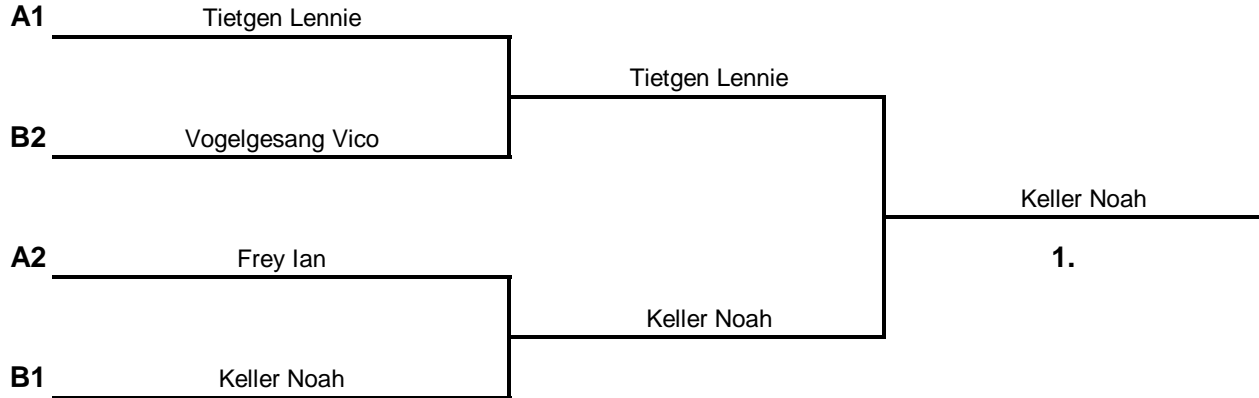 A1 Tietgen Lennie
Tietgen Lennie
B2 Vogelgesang Vico
Keller Noah
A2 Frey Ian
1.
Keller Noah
B1 Keller Noah